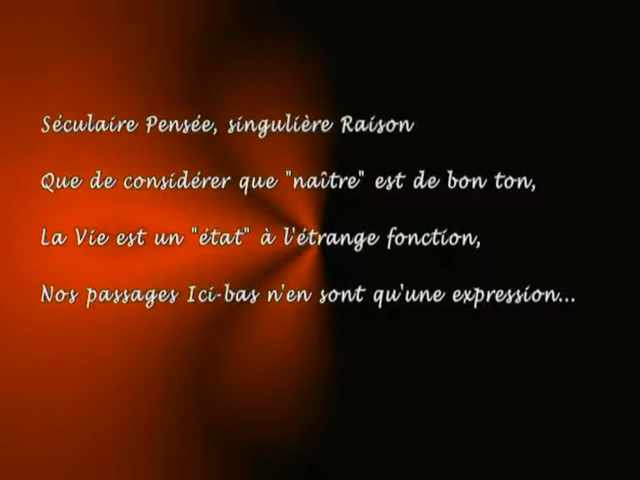 Séculaire Pensée, singulière Raison
Que de considérer que "naître" est de bon ton,
La Vie est un "état" à l'étrange fonction,
Nos passages Ici-bas n'en sont qu'une expression...